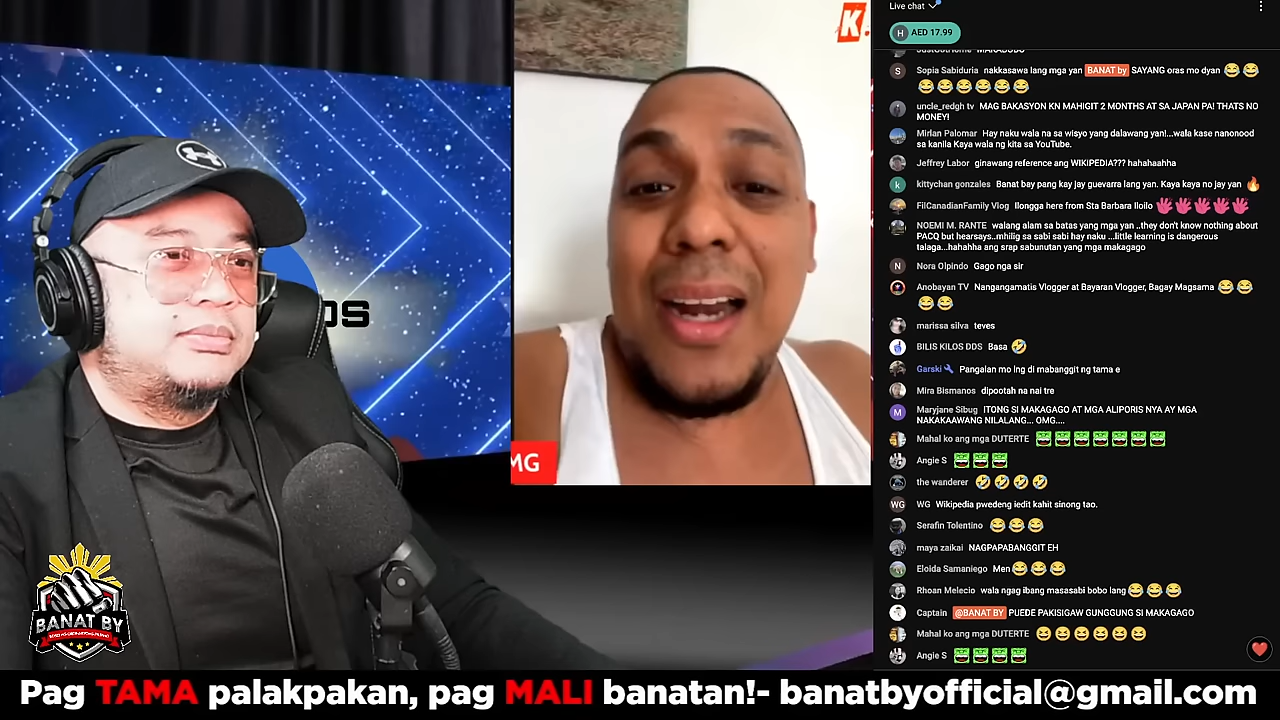 Live chat
H AED 17.99
S Sopia Sabiduria nakkasawa lang mga yan BANAT by SAYANG oras mo dyan 😂 😂
😂 😂 😂 😂 😂 😂
uncle_redgh tv MAG BAKASYON KN MAHIGIT 2 MONTHS AT SA JAPAN PA! THATS NO
MONEY!
Mirlan Palomar Hay naku wala na sa wisyo yang dalawang yan!...wala kase nanonood
sa kanila Kaya wala ng kita sa YouTube.
Jeffrey Labor ginawang reference ang WIKIPEDIA??? hahahaahha
k kittychan gonzales Banat bay pang kay jay guevarra lang yan. Kaya kaya no jay yan 🔥
FilCanadianFamily Vlog Ilongga here from Sta Barbara Iloilo
NOEMI M. RANTE walang alam sa batas yang mga yan ..they don't know nothing about
PACQ but hearsays...mhilig sa sabi sabi hay naku ...little learning is dangerous
talaga...hahahha ang srap sabunutan yang mga makagago
N Nora Olpindo Gago nga sir
Anobayan TV Nangangamatis Vlogger at Bayaran Vlogger, Bagay Magsama 😂 😂
😂 😂
marissa silva teves
BILIS KILOS DDS Basa 🤣
Garski Pangalan mo lng di mabanggit ng tama e
Mira Bismanos dipootah na nai tre
M Maryjane Sibug ITONG SI MAKAGAGO AT MGA ALIPORIS NYA AY MGA
NAKAKAAWANG NILALANG... OMG....
Mahal ko ang mga DUTERTE
Angie S
the wanderer 🤣 🤣 🤣 🤣
WG WG Wikipedia pwedeng iedit kahit sinong tao.
Serafin Tolentino 😂 😂 😂
maya zaikai NAGPAPABANGGIT EH
Eloida Samaniego Men 😂 😂 😂
Rhoan Melecio wala ngag ibang masasabi bobo lang 😂 😂 😂
Captain @BANAT BY PUEDE PAKISIGAW GUNGGUNG SI MAKAGAGO
Mahal ko ang mga DUTERTE 😄 😄 😄 😄 😄 😄
Angie S
K
DS
MG
BANAT BY
Pag TAMA palakpakan, pag MALI banatan!- banatbyofficial@gmail.com